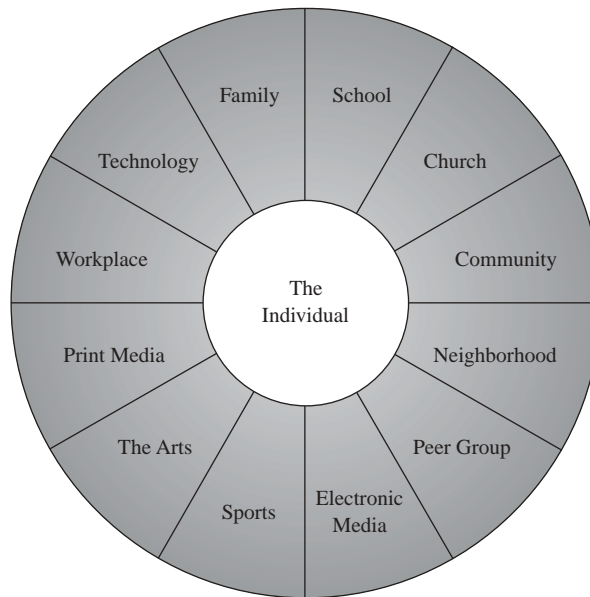 Family
School
Technology
Church
Workplace
Community
The
Individual
Print Media
Neighborhood
The Arts
Peer Group
Sports
Electronic
Media